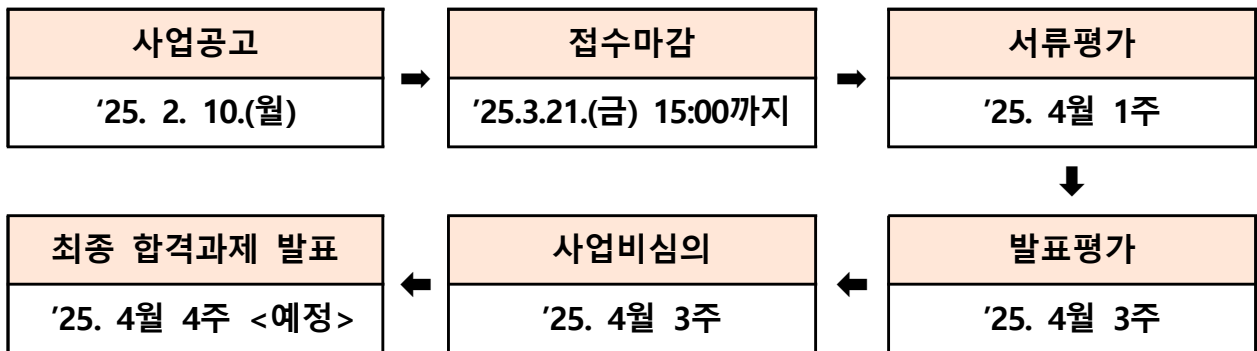 사업공고
‘25. 2. 10.(월)
접수마감
’25.3.21.(금) 15:00까지
서류평가
’25. 4월 1주
발표평가
’25. 4월 3주
사업비심의
’25. 4월 3주
최종 합격과제 발표
’25. 4월 4주 <예정>